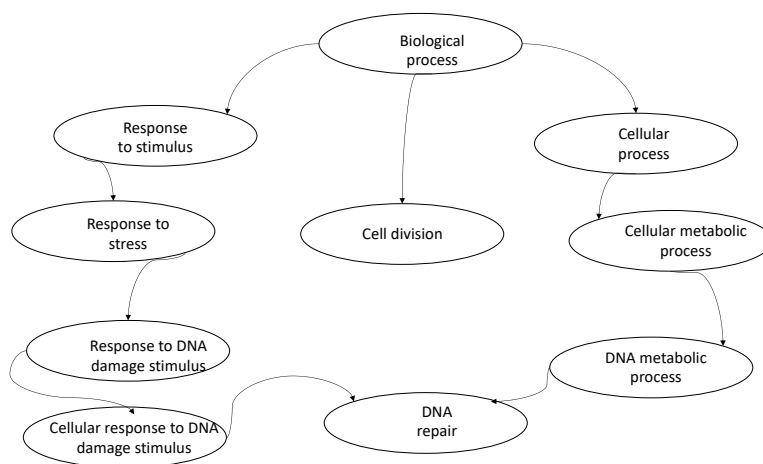 Biological
process
Response
to stimulus
Cellular
process
Response to
stress
Cell division
Cellular metabolic
process
Response to DNA
damage stimulus
DNA metabolic
process
Cellular response to DNA
damage stimulus
DNA
repair